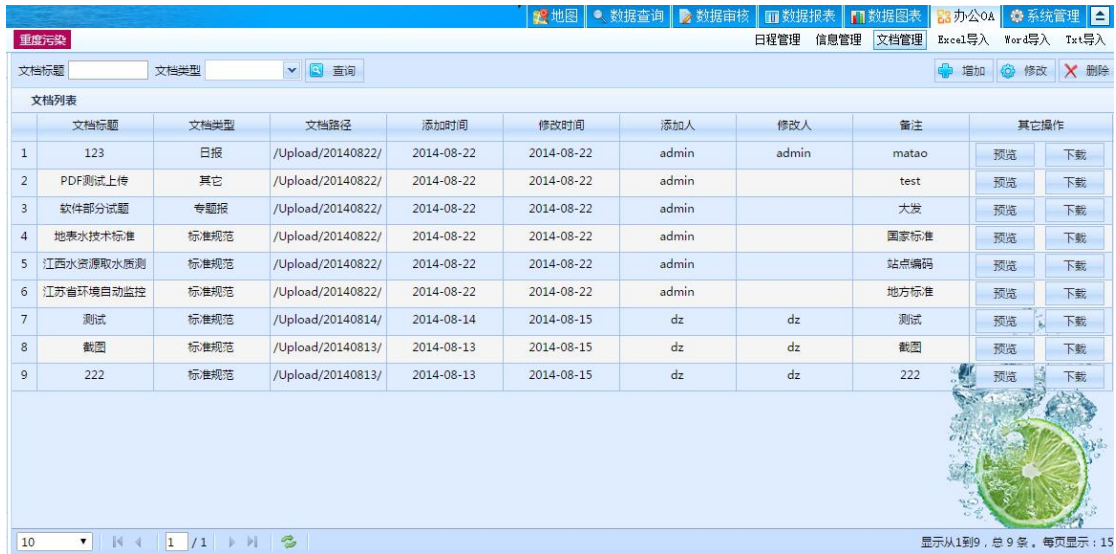 地图 数据查询 数据审核 数据报表 数据图表 办公OA 系统管理
重度污染 日程管理 信息管理 文档管理 Excel导入 Word导入 Txt导入
文档标题 文档类型 查询 增加 修改 删除
文档列表
文档标题 文档类型 文档路径 添加时间 修改时间 添加人 修改人 备注 其它操作
1 123 日报 /Upload/20140822/ 2014-08-22 2014-08-22 admin admin matao 预览 下载
2 PDF测试上传 其它 /Upload/20140822/ 2014-08-22 2014-08-22 admin test 预览 下载
3 软件部分试题 专题报 /Upload/20140822/ 2014-08-22 2014-08-22 admin 大发 预览 下载
4 地表水技术标准 标准规范 /Upload/20140822/ 2014-08-22 2014-08-22 admin 国家标准 预览 下载
5 江西水资源取水质测 标准规范 /Upload/20140822/ 2014-08-22 2014-08-22 admin 站点编码 预览 下载
6 江苏省环境自动监控 标准规范 /Upload/20140822/ 2014-08-22 2014-08-22 admin 地方标准 预览 下载
7 测试 标准规范 /Upload/20140814/ 2014-08-14 2014-08-15 dz dz 测试 预览 下载
8 截图 标准规范 /Upload/20140813/ 2014-08-13 2014-08-15 dz dz 截图 预览 下载
9 222 标准规范 /Upload/20140813/ 2014-08-13 2014-08-15 dz dz 222 预览 下载
10 1 / 1 显示从1到9，总 9 条 。每页显示：15